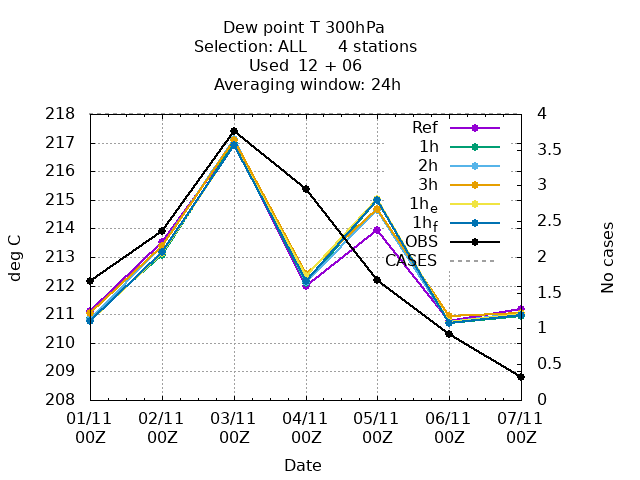 Dew point T 300hPa
Selection: ALL      4 stations
Used  12 + 06
Averaging window: 24h
218
217
216
215
214
213
212
211
210
209
208
deg C
4
3.5
3
2.5
2
1.5
1
0.5
0
No cases
Ref
1h
2h
3h
1he
1hf
OBS
CASES
01/11 02/11 03/11 04/11 05/11 06/11 07/11
00Z 00Z 00Z 00Z 00Z 00Z 00Z
Date